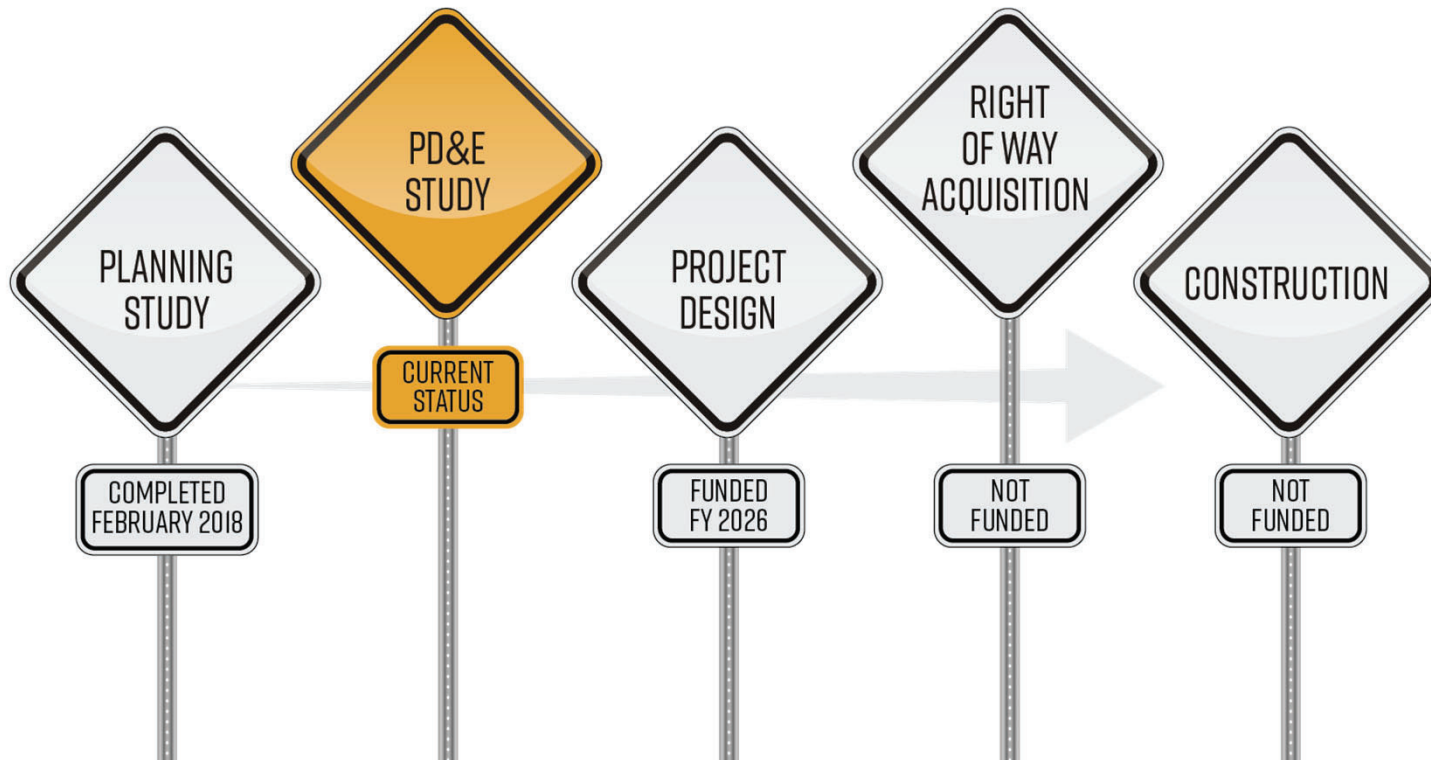 PLANNING
STUDY
COMPLETED
FEBRUARY 2018
PD&E
STUDY
CURRENT
STATUS
PROJECT
DESIGN
FUNDED
FY 2026
RIGHT
OF WAY
ACQUISITION
NOT
FUNDED
CONSTRUCTION
NOT
FUNDED